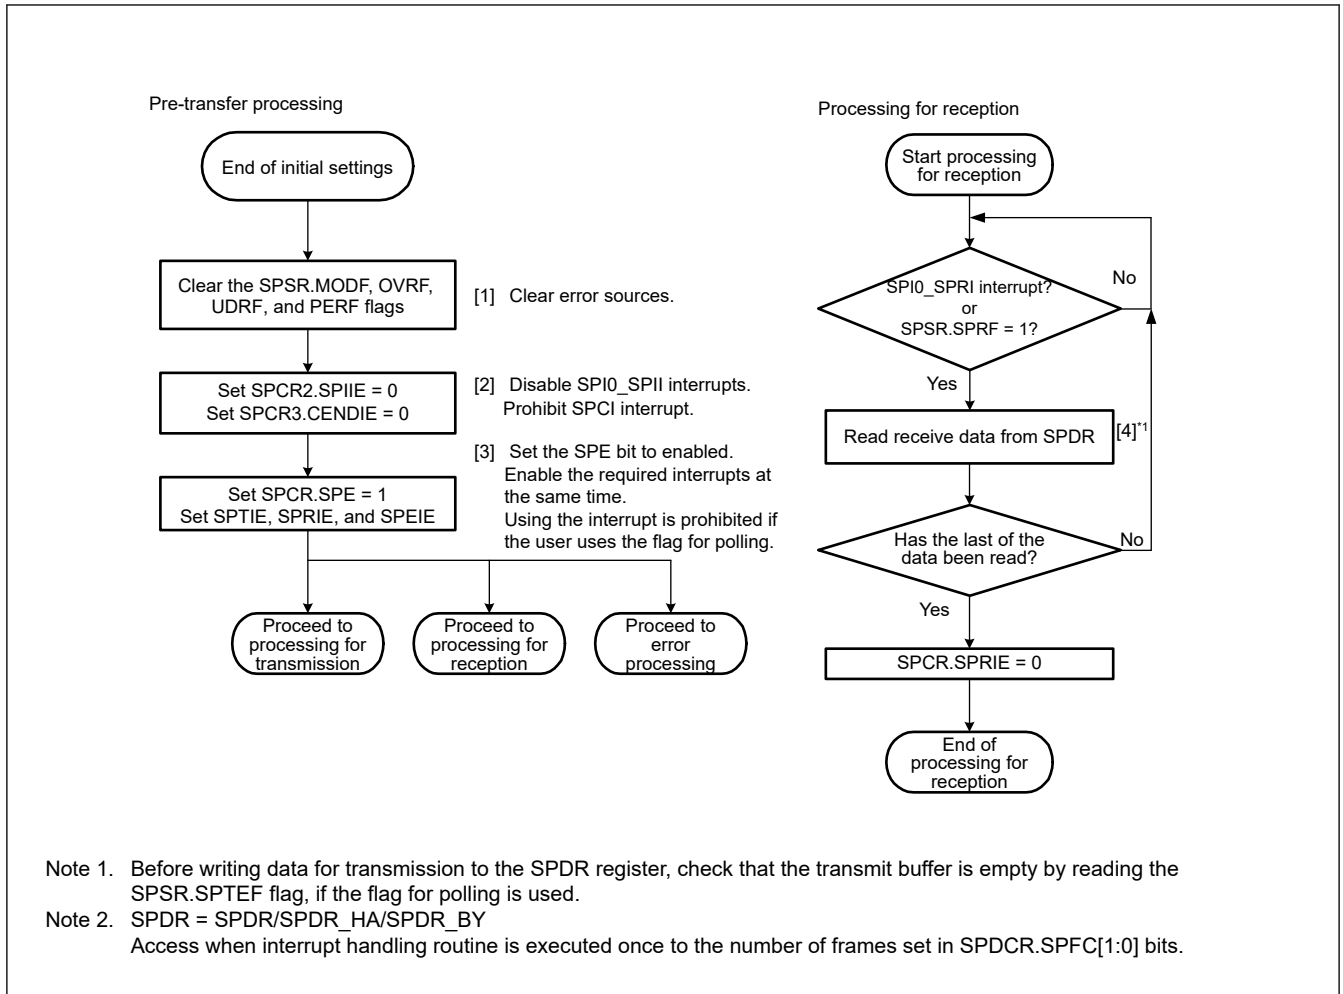 Pre-transfer processing
End of initial settings
Clear the SPSR.MODF, OVRF,
UDRF, and PERF flags
[1] Clear error sources.
Set SPCR2.SPIIE = 0
Set SPCR3.CENDIE = 0
[2] Disable SPI0_SPII interrupts.
Prohibit SPCI interrupt.
Set SPCR.SPE = 1
Set SPTIE, SPRIE, and SPEIE
[3] Set the SPE bit to enabled.
Enable the required interrupts at
the same time.
Using the interrupt is prohibited if
the user uses the flag for polling.
Proceed to
processing for
transmission
Proceed to
processing for
reception
Proceed to
error
processing
Processing for reception
Start processing
for reception
SPI0_SPRI interrupt?
or
SPSR.SPRF = 1?
No
Yes
Read receive data from SPDR
[4]*1
Has the last of the
data been read?
No
Yes
SPCR.SPRIE = 0
End of
processing for
reception
Note 1. Before writing data for transmission to the SPDR register, check that the transmit buffer is empty by reading the
SPSR.SPTEF flag, if the flag for polling is used.
Note 2. SPDR = SPDR/SPDR_HA/SPDR_BY
Access when interrupt handling routine is executed once to the number of frames set in SPDCR.SPFC[1:0] bits.